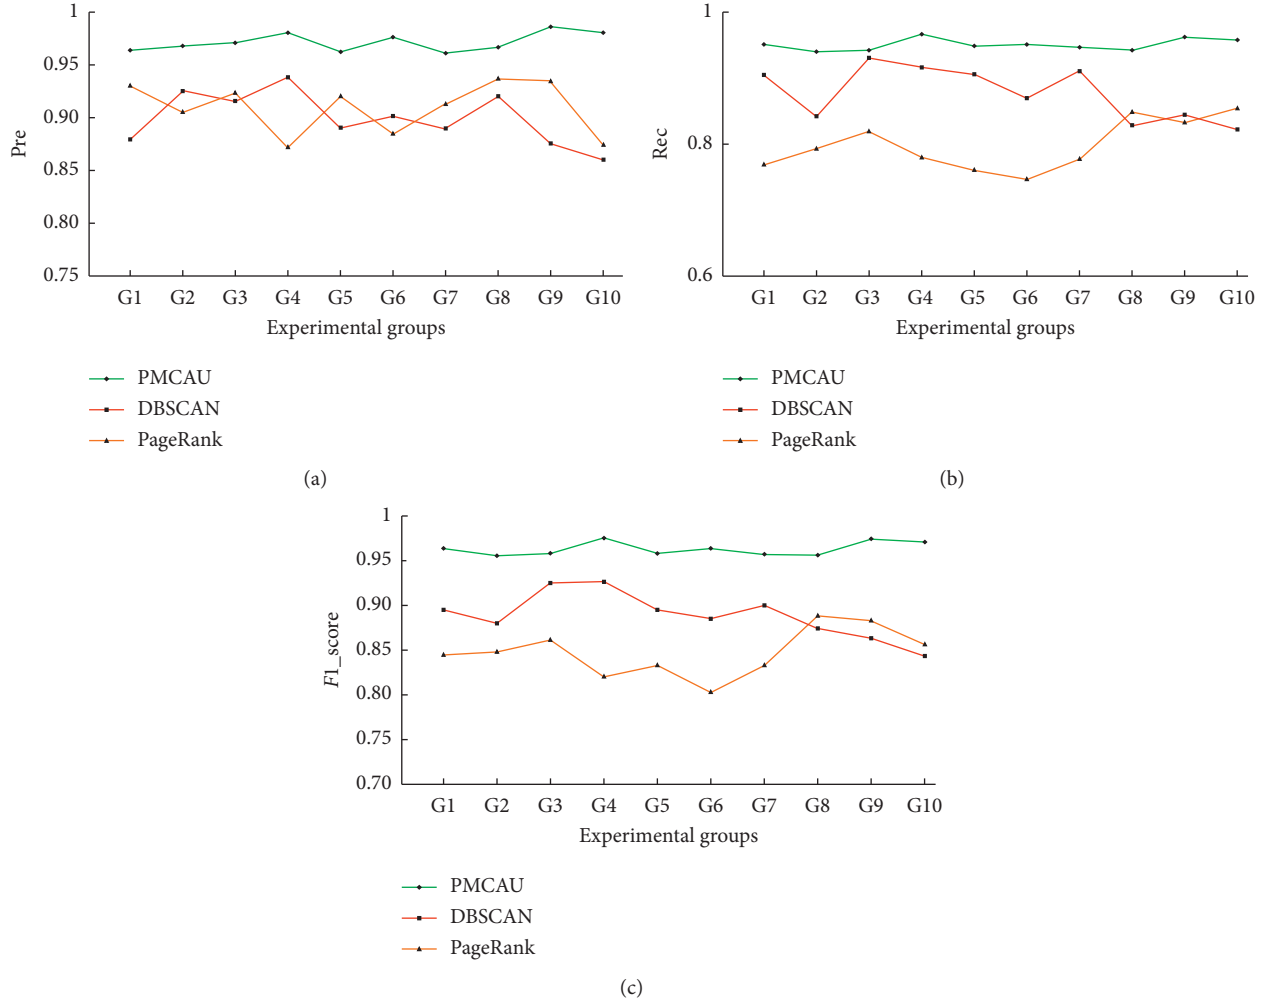 1
0.95
0.90
0.85
0.80
0.75
Pre
G1 G2 G3 G4 G5 G6 G7 G8 G9 G10
Experimental groups
PMCAU
DBSCAN
PageRank
(a)
1
0.8
0.6
Rec
G1 G2 G3 G4 G5 G6 G7 G8 G9 G10
Experimental groups
PMCAU
DBSCAN
PageRank
(b)
1
0.95
0.90
0.85
0.80
0.75
0.70
F1_score
G1 G2 G3 G4 G5 G6 G7 G8 G9 G10
Experimental groups
PMCAU
DBSCAN
PageRank
(c)